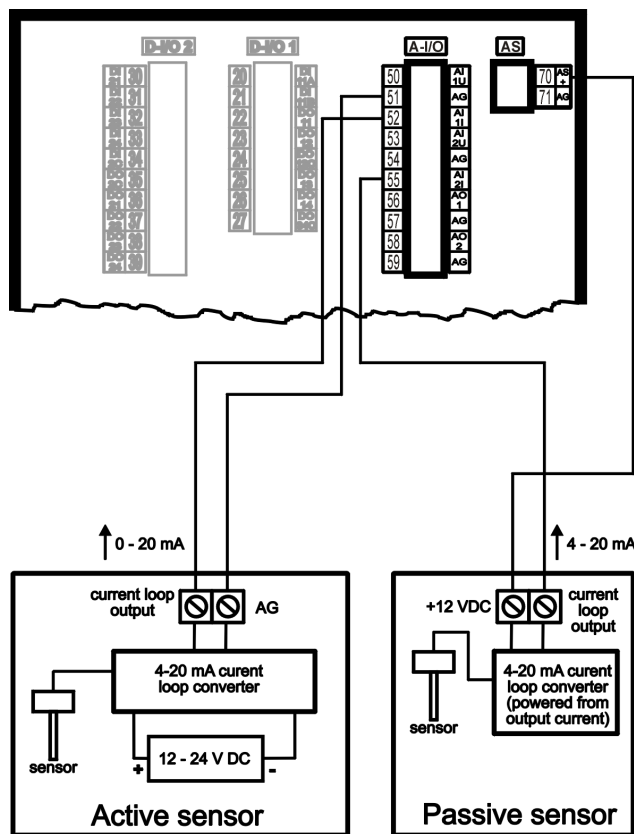 D-I/O 2
D-I/O 1
A-I/O
AS
30
31
32
33
34
35
36
37
38
39
20
21
22
23
24
25
26
27
50 AI 1U
51 AG
52 AI 1I
53 AI 2U
54 AG
55 AI 2I
56 AO 1
57 AG
58 AO 2
59 AG
70 AS +
71 AG
0 - 20 mA
4 - 20 mA
current loop
output
AG
4-20 mA curent
loop converter
sensor
+ 12 - 24 V DC -
Active sensor
+12 VDC
current
loop
output
4-20 mA curent
loop converter
(powered from
output current)
sensor
Passive sensor